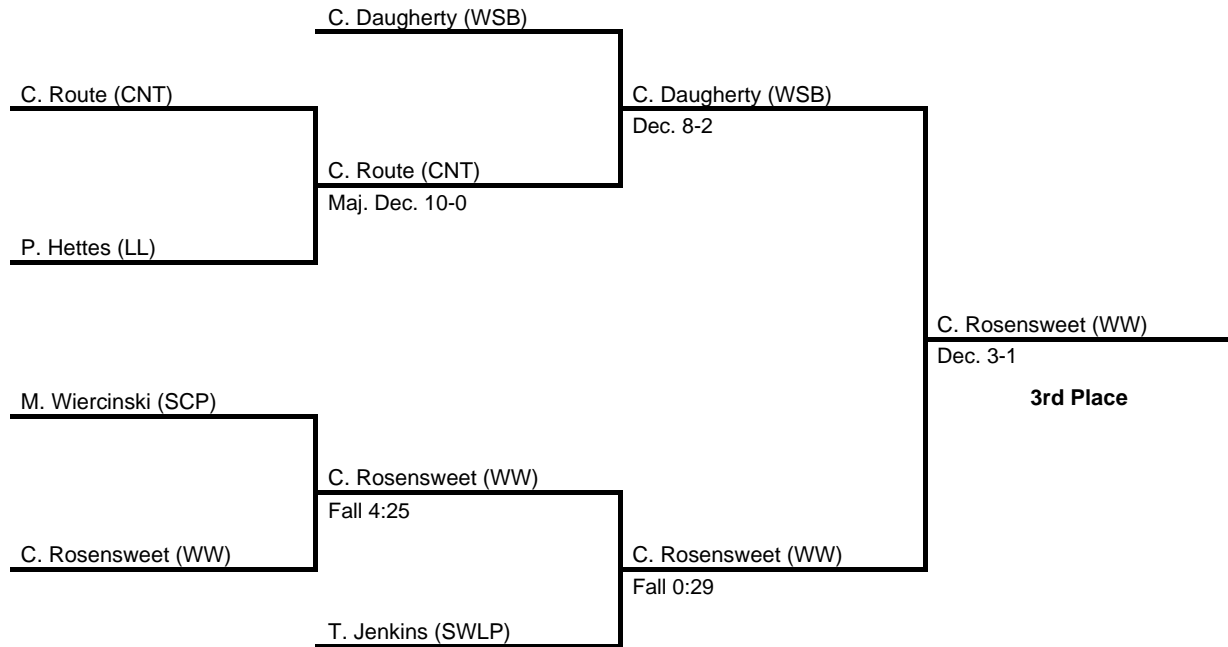 C. Daugherty (WSB)
C. Route (CNT)
C. Daugherty (WSB)
Dec. 8-2
C. Route (CNT)
Maj. Dec. 10-0
P. Hettes (LL)
C. Rosensweet (WW)
Dec. 3-1
3rd Place
M. Wiercinski (SCP)
C. Rosensweet (WW)
Fall 4:25
C. Rosensweet (WW)
C. Rosensweet (WW)
Fall 0:29
T. Jenkins (SWLP)